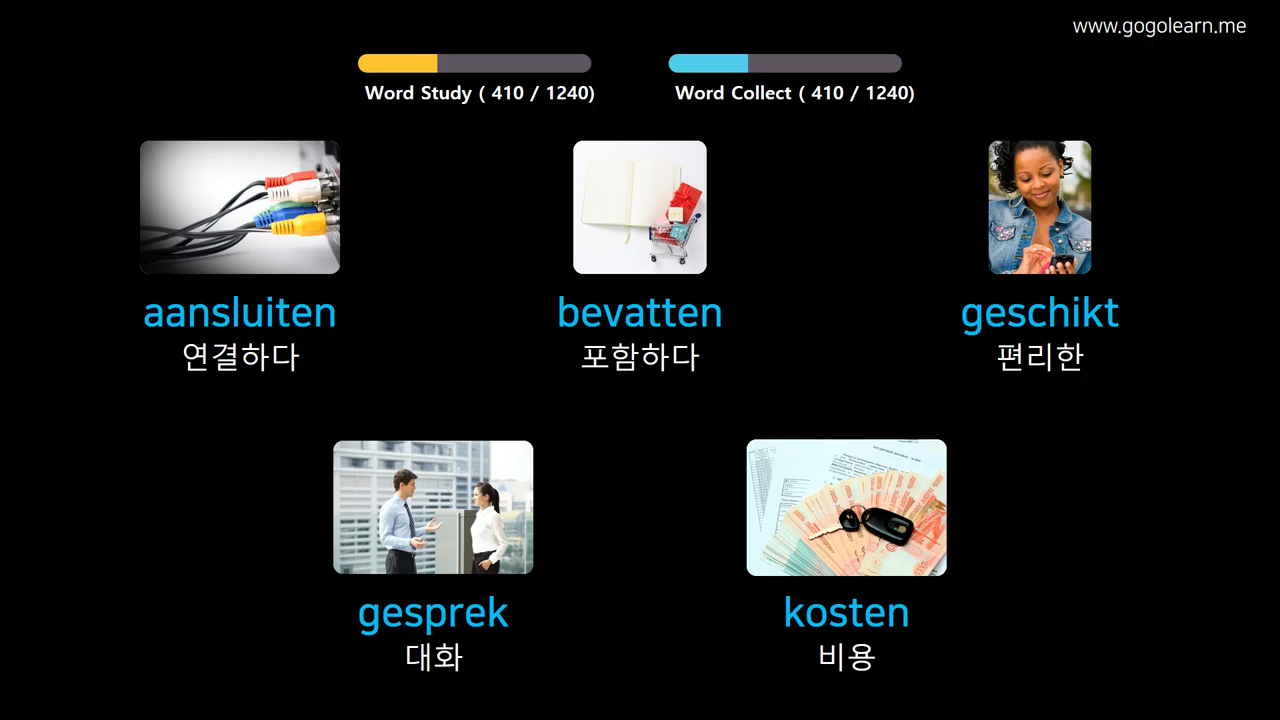 www.gogolearn.me
Word Study ( 410 / 1240)
Word Collect ( 410 / 1240)
aansluiten
연결하다
bevatten
포함하다
geschikt
편리한
gesprek
대화
kosten
비용